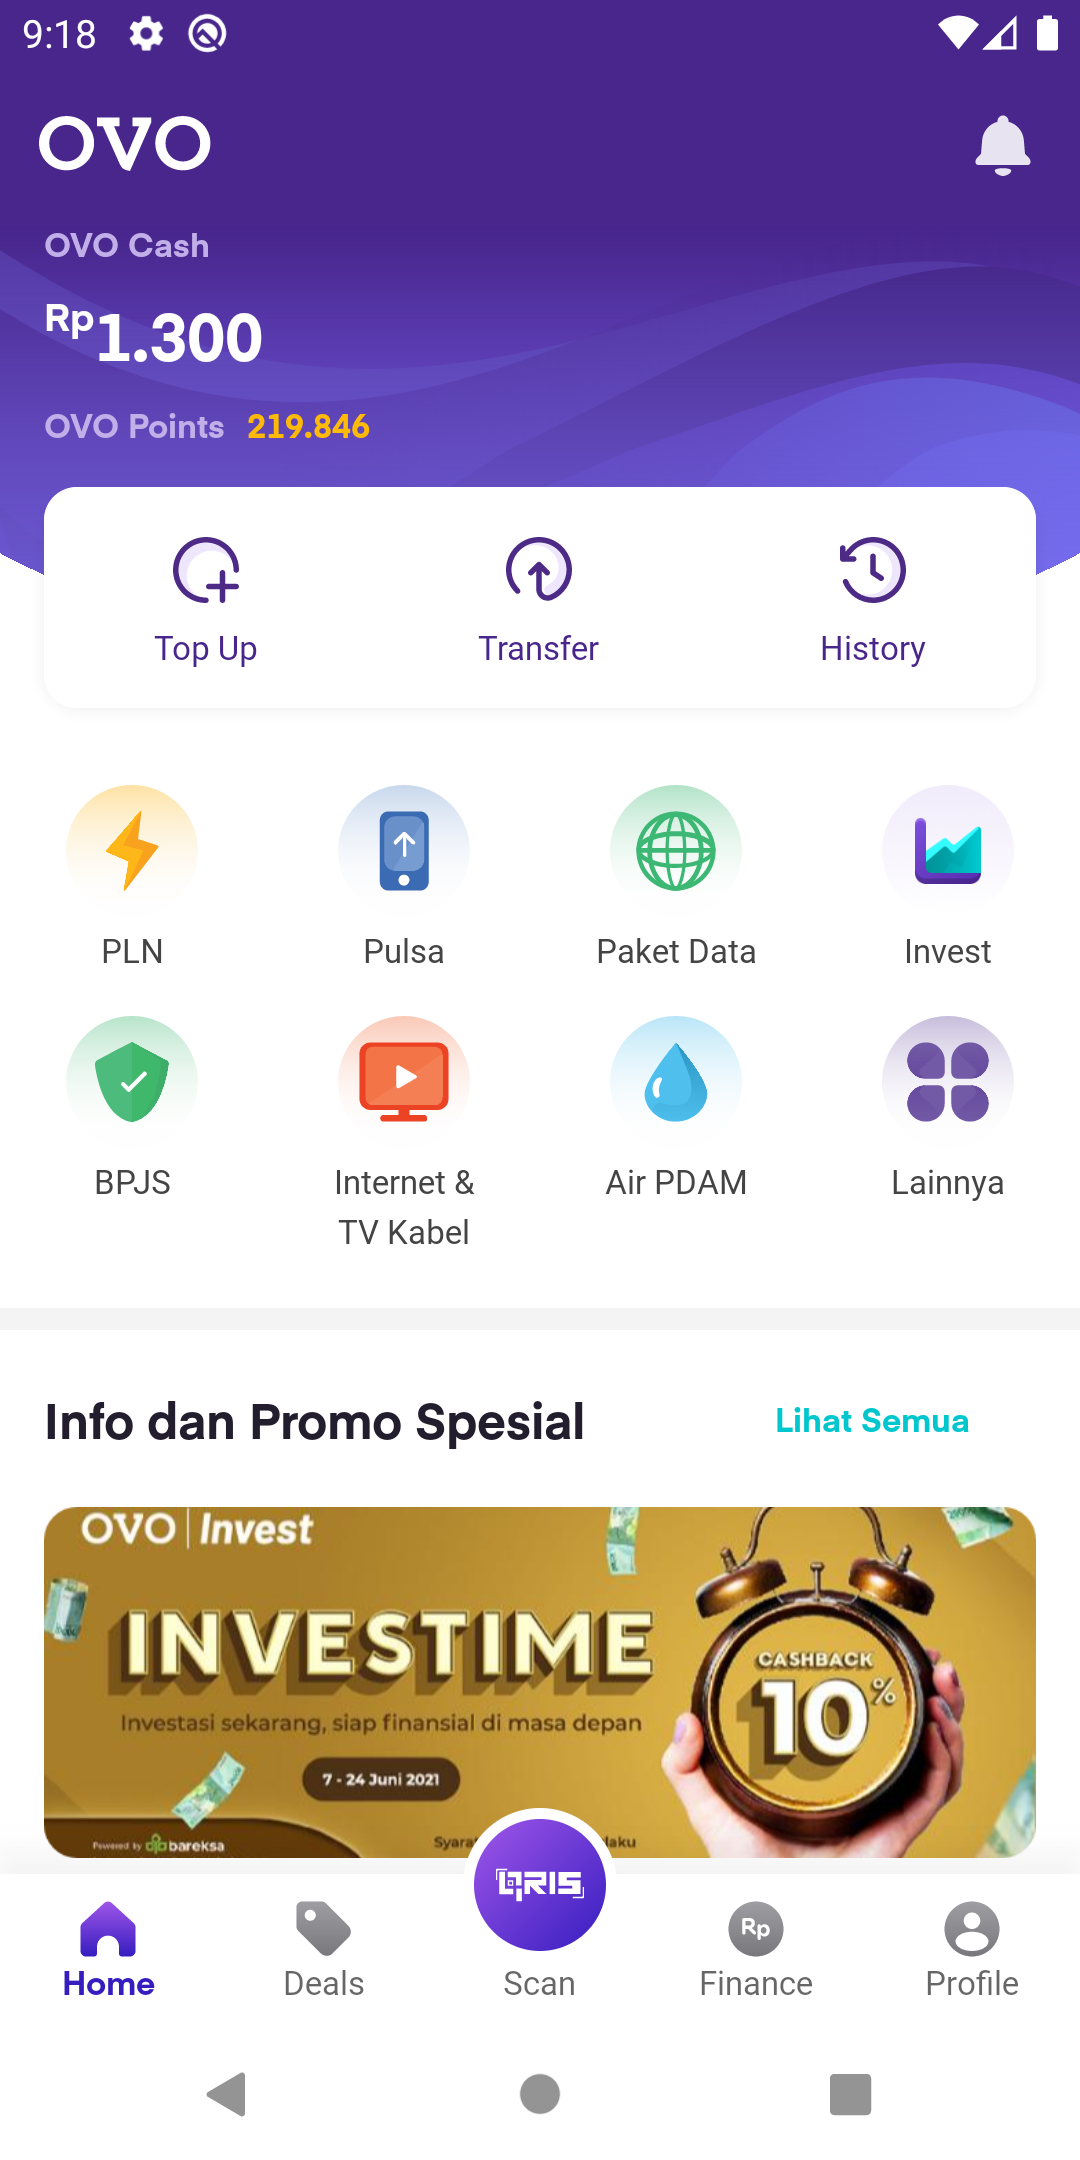 9:18
OVO
OVO Cash
Rp1.300
OVO Points 219.846
Top Up Transfer History
PLN Pulsa Paket Data Invest
BPJS Internet & TV Kabel Air PDAM Lainnya
Info dan Promo Spesial Lihat Semua
OVO | Invest
INVESTIME
CASHBACK
10%
Investasi sekarang, siap finansial di masa depan
7 - 24 Juni 2021
Powered by bareksa
QRIS
Rp
Home Deals Scan Finance Profile